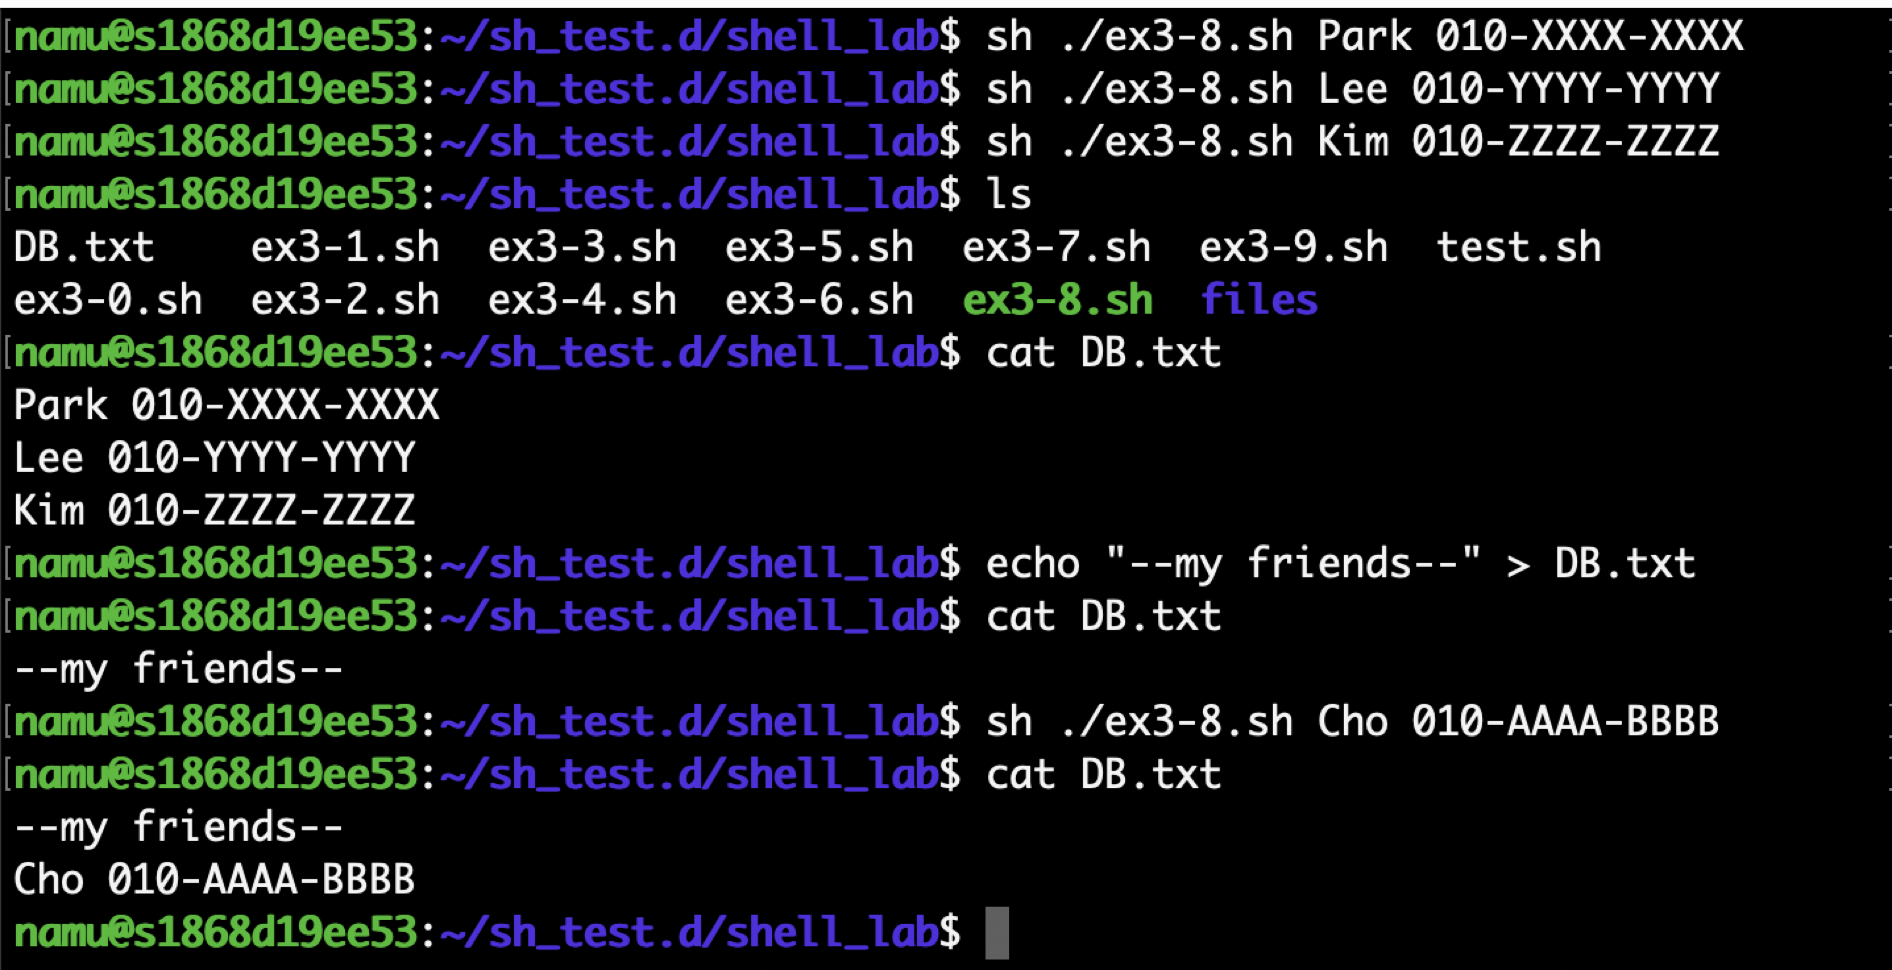 [namu@s1868d19ee53:~/sh_test.d/shell_lab$ sh ./ex3-8.sh Park 010-XXXX-XXXX
[namu@s1868d19ee53:~/sh_test.d/shell_lab$ sh ./ex3-8.sh Lee 010-YYYY-YYYY
[namu@s1868d19ee53:~/sh_test.d/shell_lab$ sh ./ex3-8.sh Kim 010-ZZZZ-ZZZZ
[namu@s1868d19ee53:~/sh_test.d/shell_lab$ ls
DB.txt    ex3-1.sh  ex3-3.sh  ex3-5.sh  ex3-7.sh  ex3-9.sh  test.sh
ex3-0.sh  ex3-2.sh  ex3-4.sh  ex3-6.sh  ex3-8.sh  files
[namu@s1868d19ee53:~/sh_test.d/shell_lab$ cat DB.txt
Park 010-XXXX-XXXX
Lee 010-YYYY-YYYY
Kim 010-ZZZZ-ZZZZ
[namu@s1868d19ee53:~/sh_test.d/shell_lab$ echo "--my friends--" > DB.txt
[namu@s1868d19ee53:~/sh_test.d/shell_lab$ cat DB.txt
--my friends--
[namu@s1868d19ee53:~/sh_test.d/shell_lab$ sh ./ex3-8.sh Cho 010-AAAA-BBBB
[namu@s1868d19ee53:~/sh_test.d/shell_lab$ cat DB.txt
--my friends--
Cho 010-AAAA-BBBB
namu@s1868d19ee53:~/sh_test.d/shell_lab$